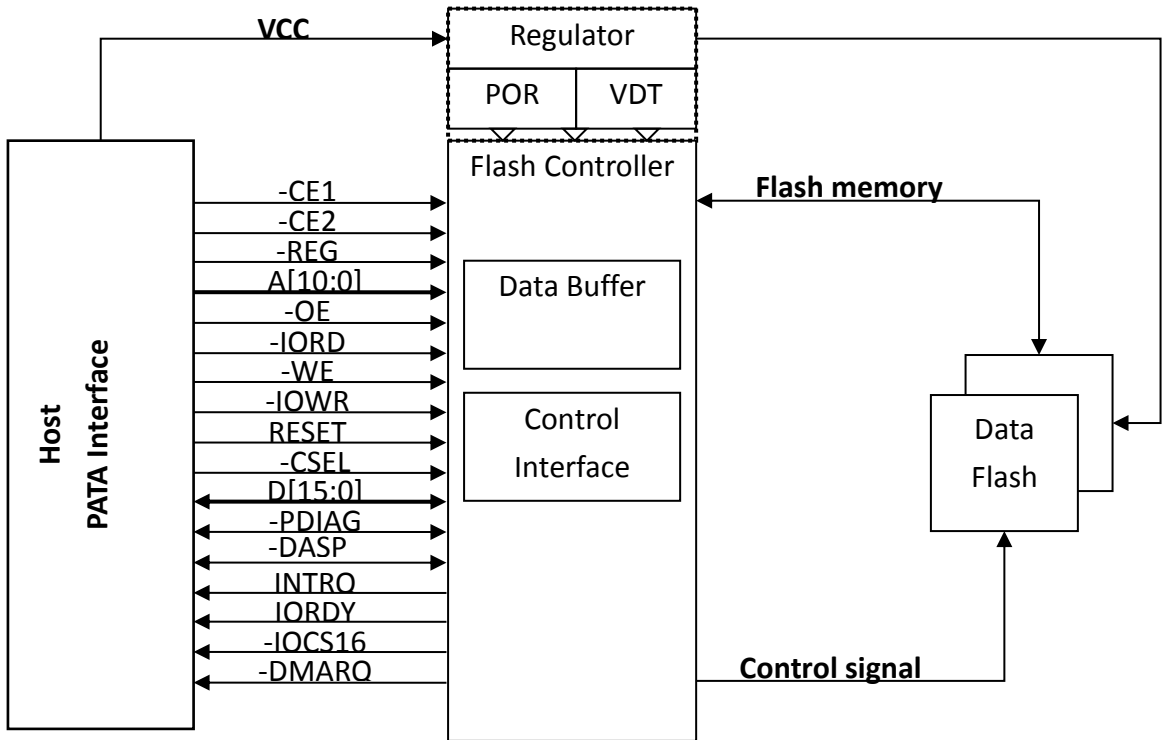 VCC
Regulator
POR
VDT
Host
PATA Interface
-CE1
-CE2
-REG
A[10:0]
-OE
-IORD
-WE
-IOWR
RESET
-CSEL
D[15:0]
-PDIAG
-DASP
INTRQ
IORDY
-IOCS16
-DMARQ
Flash Controller
Data Buffer
Control
Interface
Flash memory
Data
Flash
Control signal